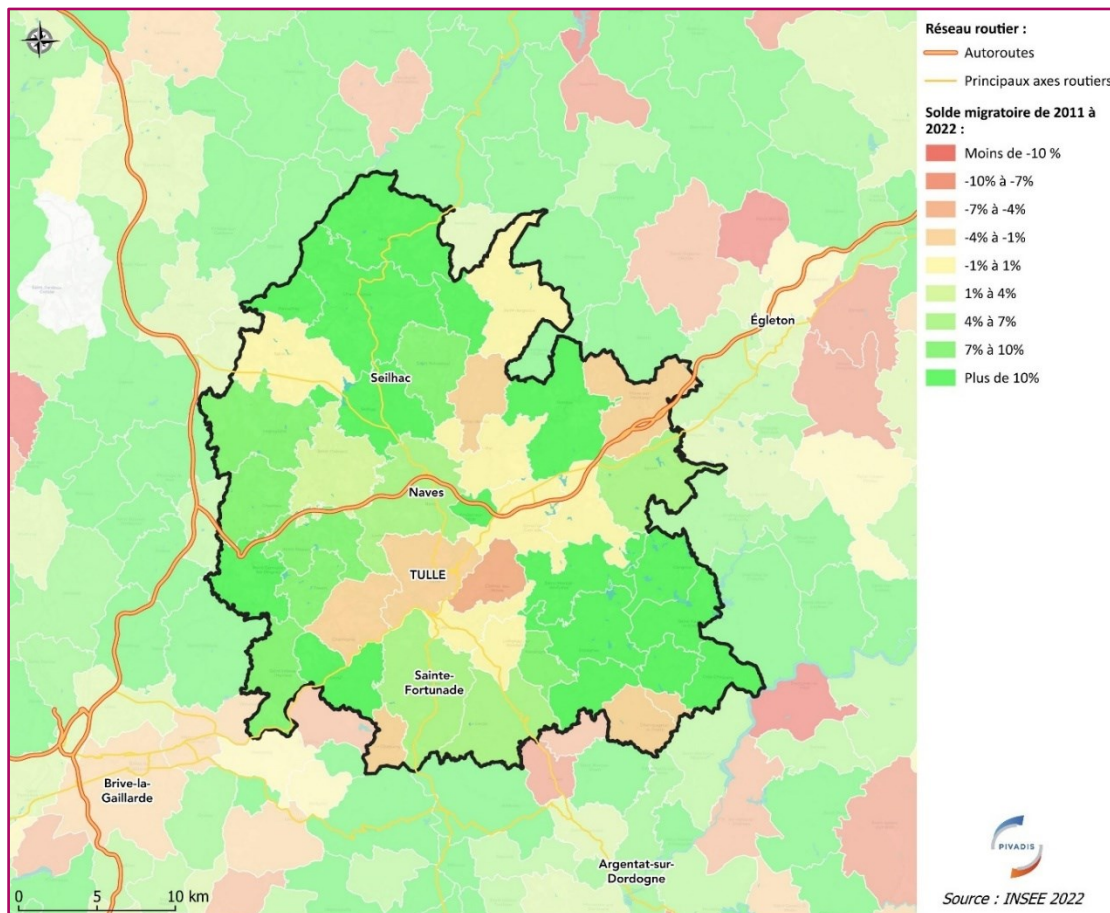 Égleton
Seilhac
Naves
TULLE
Sainte-
Fortunade
Brive-la-
Gaillarde
Argentat-sur-
Dordogne
0 5 10 km
Réseau routier :
Autoroutes
Principaux axes routiers
Solde migratoire de 2011 à
2022 :
Moins de -10 %
-10% à -7%
-7% à -4%
-4% à -1%
-1% à 1%
1% à 4%
4% à 7%
7% à 10%
Plus de 10%
PIVADIS
Source : INSEE 2022